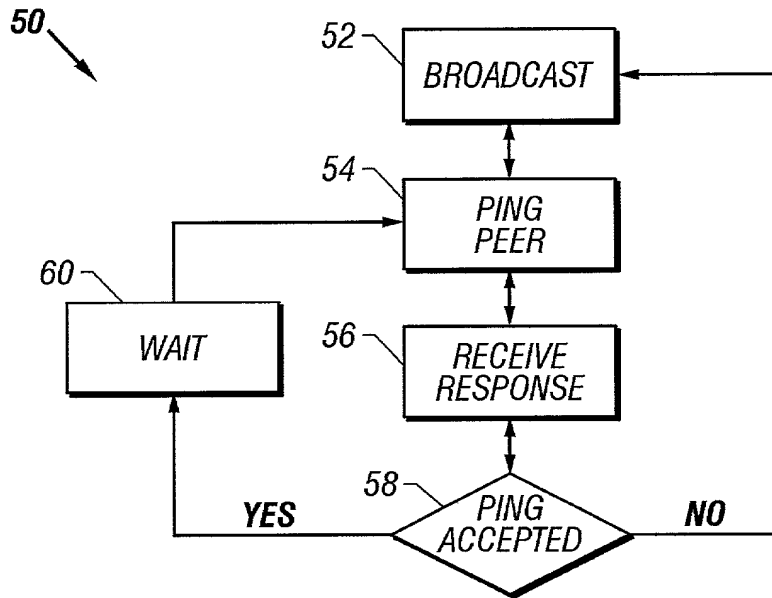 50
52
BROADCAST
54
PING
PEER
60
WAIT
56
RECEIVE
RESPONSE
58
PING
ACCEPTED
YES
NO